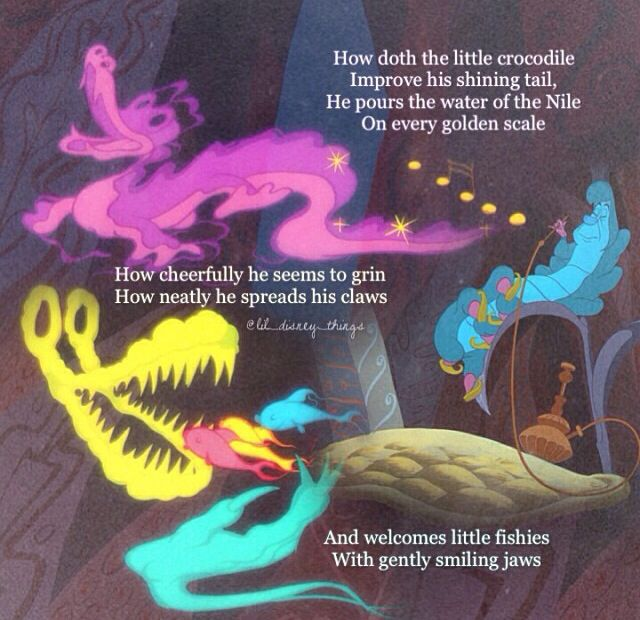 How doth the little crocodile
Improve his shining tail,
He pours the water of the Nile
On every golden scale
How cheerfully he seems to grin
How neatly he spreads his claws
@lil_disney_things
And welcomes little fishies
With gently smiling jaws